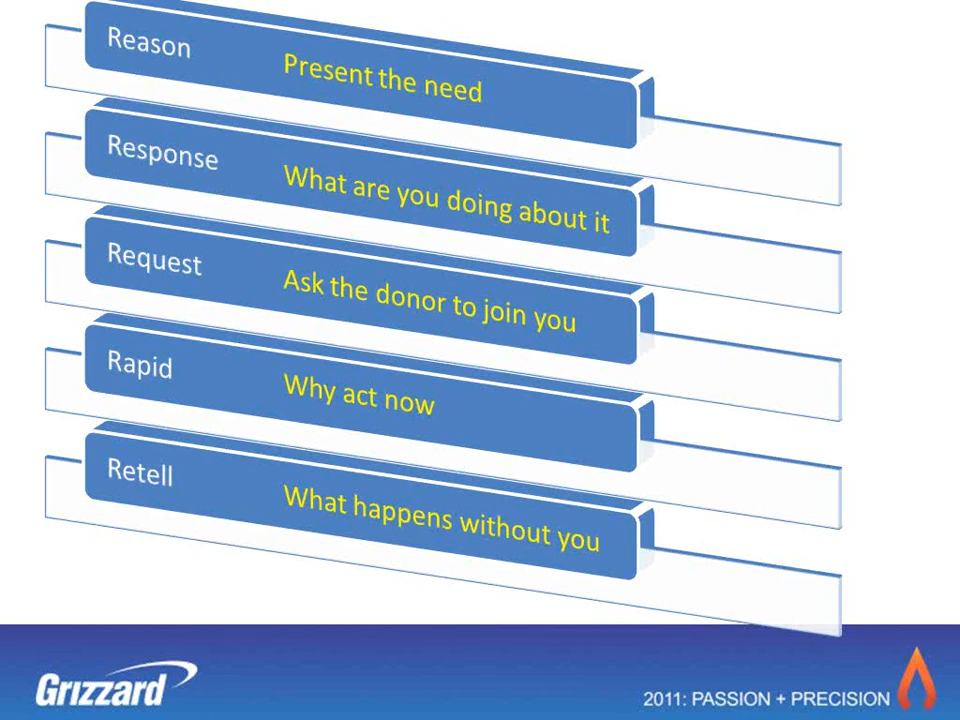 Reason Present the need
Response What are you doing about it
Request Ask the donor to join you
Rapid Why act now
Retell What happens without you
Grizzard
2011: PASSION + PRECISION